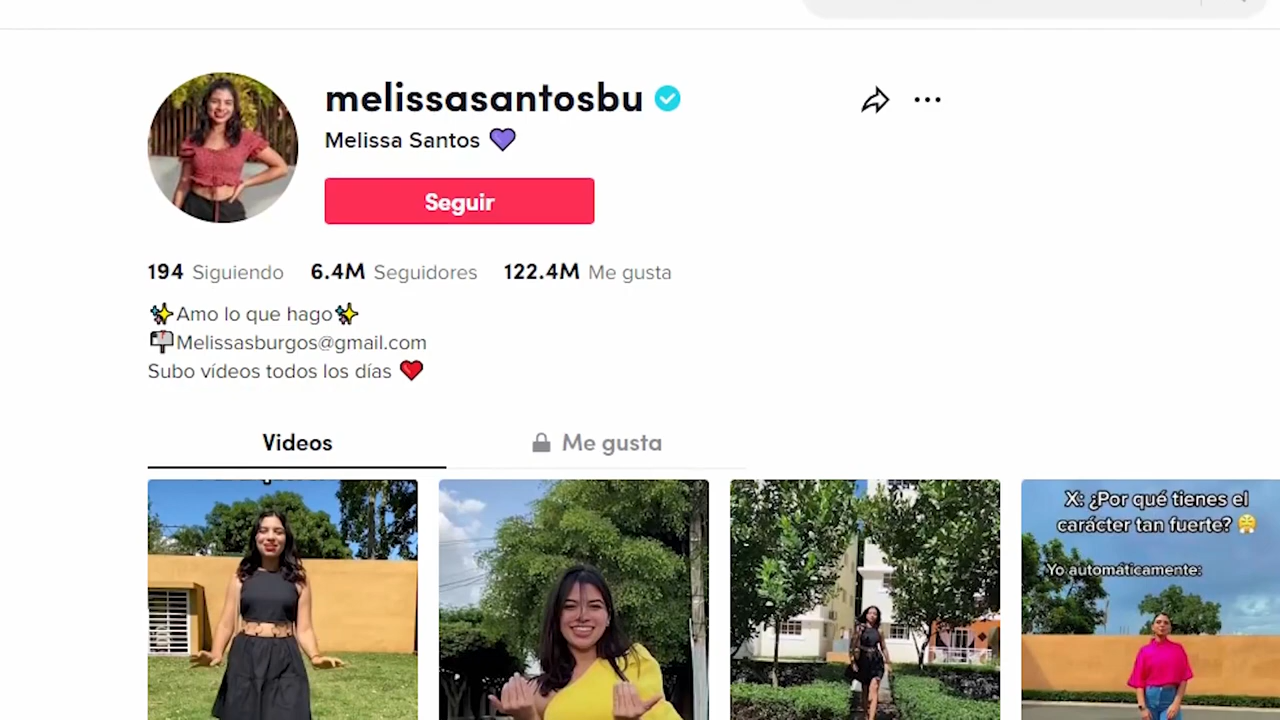 melissasantosbu
Melissa Santos 💜
Seguir
194 Siguiendo 6.4M Seguidores 122.4M Me gusta
✨Amo lo que hago✨
📬Melissasburgos@gmail.com
Subo vídeos todos los días ❤️
Videos
Me gusta
X: ¿Por qué tienes el
carácter tan fuerte? 😤
Yo automáticamente: